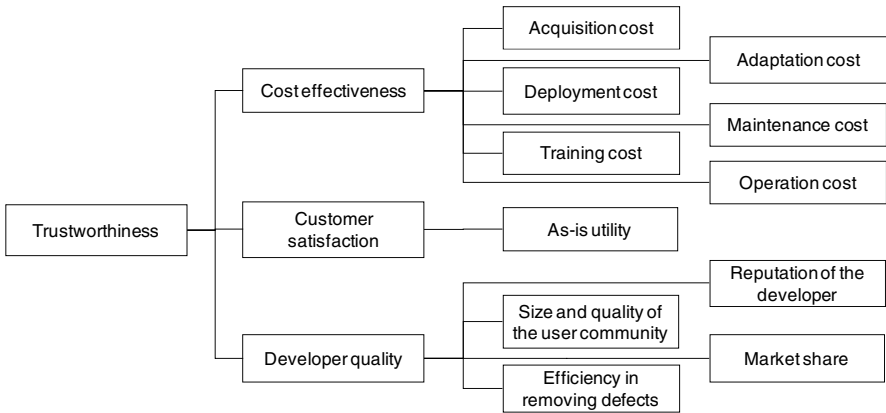 Trustworthiness
Cost effectiveness
Acquisition cost
Adaptation cost
Deployment cost
Maintenance cost
Training cost
Operation cost
Customer
satisfaction
As-is utility
Developer quality
Reputation of the
developer
Size and quality of
the user community
Market share
Efficiency in
removing defects